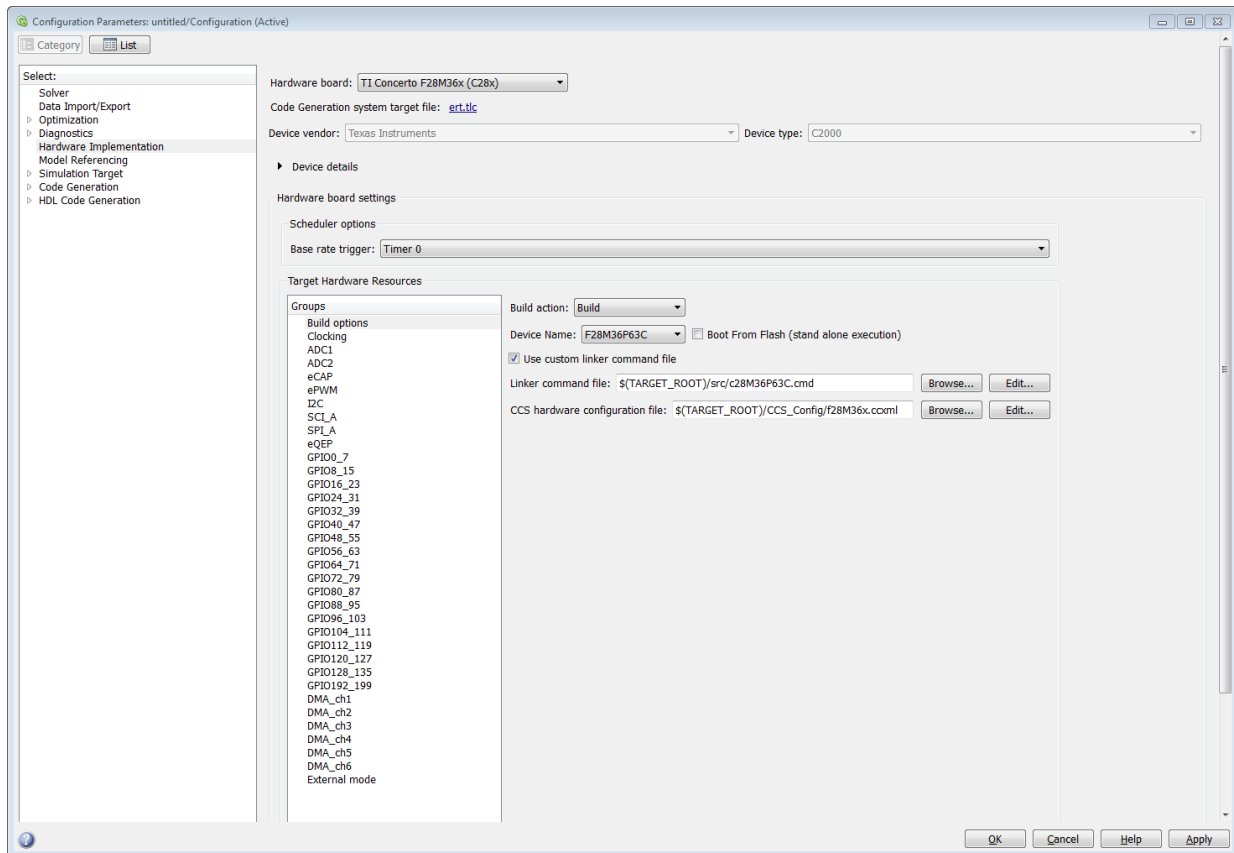 Configuration Parameters: untitled/Configuration (Active)
Category List
Select:
Solver
Data Import/Export
Optimization
Diagnostics
Hardware Implementation
Model Referencing
Simulation Target
Code Generation
HDL Code Generation
Hardware board: TI Concerto F28M36x (C28x)
Code Generation system target file: ert.tlc
Device vendor: Texas Instruments Device type: C2000
Device details
Hardware board settings
Scheduler options
Base rate trigger: Timer 0
Target Hardware Resources
Groups
Build options
Clocking
ADC1
ADC2
eCAP
ePWM
I2C
SCI_A
SPI_A
eQEP
GPIO0_7
GPIO8_15
GPIO16_23
GPIO24_31
GPIO32_39
GPIO40_47
GPIO48_55
GPIO56_63
GPIO64_71
GPIO72_79
GPIO80_87
GPIO88_95
GPIO96_103
GPIO104_111
GPIO112_119
GPIO120_127
GPIO128_135
GPIO192_199
DMA_ch1
DMA_ch2
DMA_ch3
DMA_ch4
DMA_ch5
DMA_ch6
External mode
Build action: Build
Device Name: F28M36P63C Boot From Flash (stand alone execution)
Use custom linker command file
Linker command file: $(TARGET_ROOT)/src/c28M36P63C.cmd Browse... Edit...
CCS hardware configuration file: $(TARGET_ROOT)/CCS_Config/f28M36x.ccxml Browse... Edit...
OK Cancel Help Apply